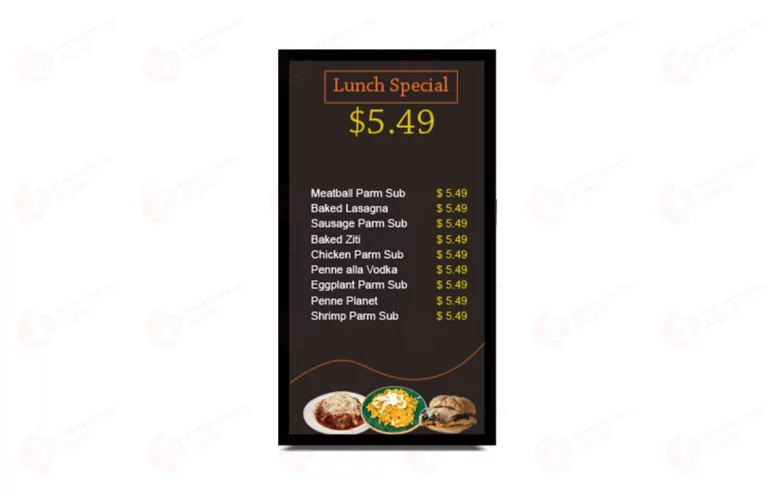 Lunch Special
$5.49
Meatball Parm Sub $ 5.49
Baked Lasagna $ 5.49
Sausage Parm Sub $ 5.49
Baked Ziti $ 5.49
Chicken Parm Sub $ 5.49
Penne alla Vodka $ 5.49
Eggplant Parm Sub $ 5.49
Penne Planet $ 5.49
Shrimp Parm Sub $ 5.49